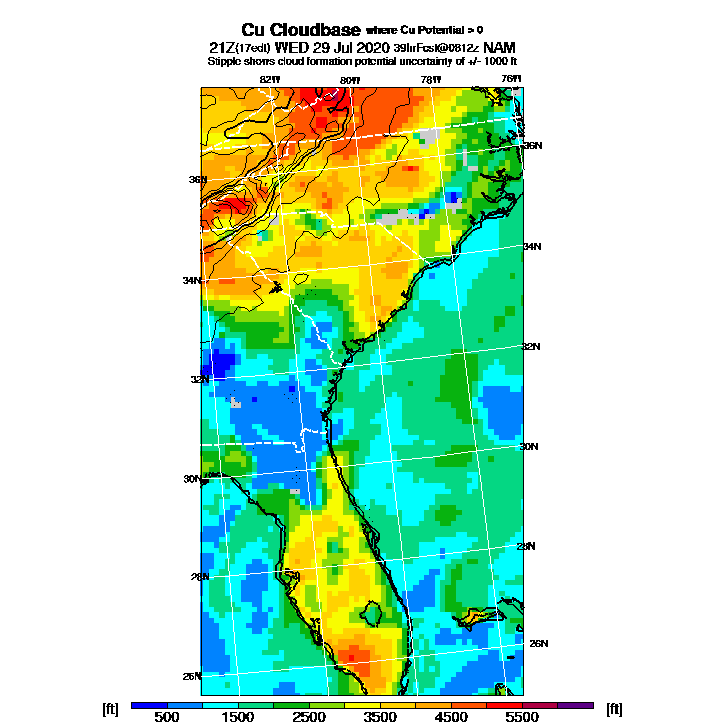 Cu Cloudbase where Cu Potential > 0
21Z(17edt) WED 29 Jul 2020 39hrFcst@0812z NAM
Stipple shows cloud formation potential uncertainty of +/- 1000 ft
82W 80W 78W 76W
36N
36N
34N
34N
32N
32N
30N
30N
28N
28N
26N
26N
[ft] 500 1500 2500 3500 4500 5500 [ft]